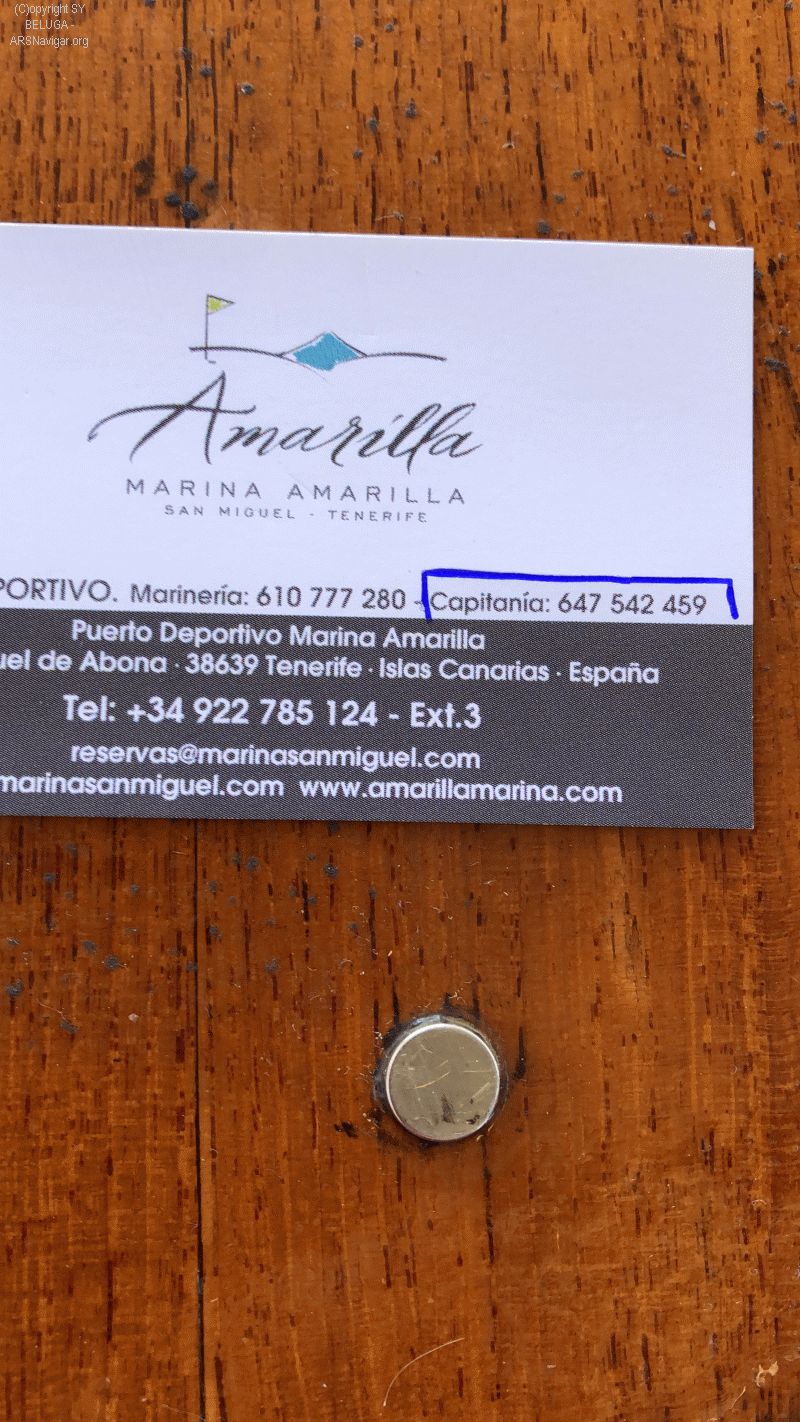 (C)opyright SY
BELUGA -
ARSNavigar.org
Amarilla
MARINA AMARILLA
SAN MIGUEL - TENERIFE
PORTIVO. Marinería: 610 777 280 - Capitanía: 647 542 459
Puerto Deportivo Marina Amarilla
uel de Abona · 38639 Tenerife · Islas Canarias · España
Tel: +34 922 785 124 - Ext.3
reservas@marinasanmiguel.com
marinasanmiguel.com www.amarillamarina.com